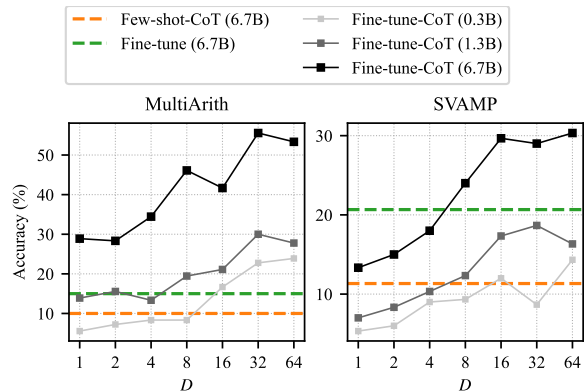 Few-shot-CoT (6.7B)
Fine-tune (6.7B)
Fine-tune-CoT (0.3B)
Fine-tune-CoT (1.3B)
Fine-tune-CoT (6.7B)
MultiArith
SVAMP
Accuracy (%)
50
40
30
20
10
1 2 4 8 16 32 64
D
30
20
10
1 2 4 8 16 32 64
D